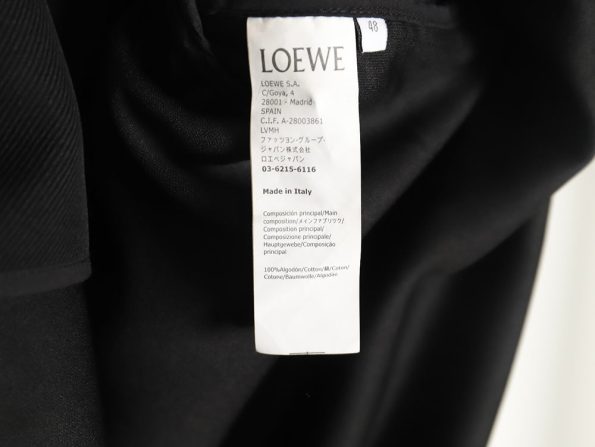 48
LOEWE
LOEWE S.A.
C/Goya, 4
28001 - Madrid
SPAIN
C.I.F. A-28003861
LVMH
ファッション・グループ・
ジャパン株式会社
ロエベジャパン
03-6215-6116
Made in Italy
Composición principal/Main
composition/メインファブリック/
Composition principal/
Composizione principale/
Hauptgewebe/Composição
principal
100%Algodón/Cotton/綿/Coton/
Cotone/Baumwolle/Algodão